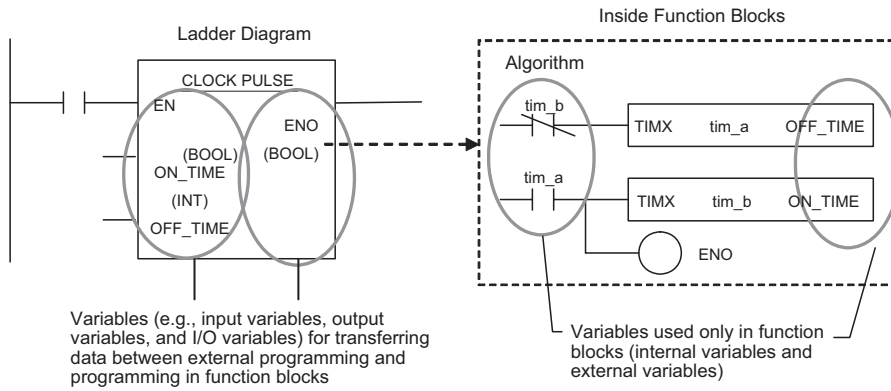 Ladder Diagram
CLOCK PULSE
EN
ENO
(BOOL)
(BOOL)
ON_TIME
(INT)
OFF_TIME
Variables (e.g., input variables, output
variables, and I/O variables) for transferring
data between external programming and
programming in function blocks
Inside Function Blocks
Algorithm
tim_b
TIMX tim_a OFF_TIME
tim_a
TIMX tim_b ON_TIME
ENO
Variables used only in function
blocks (internal variables and
external variables)